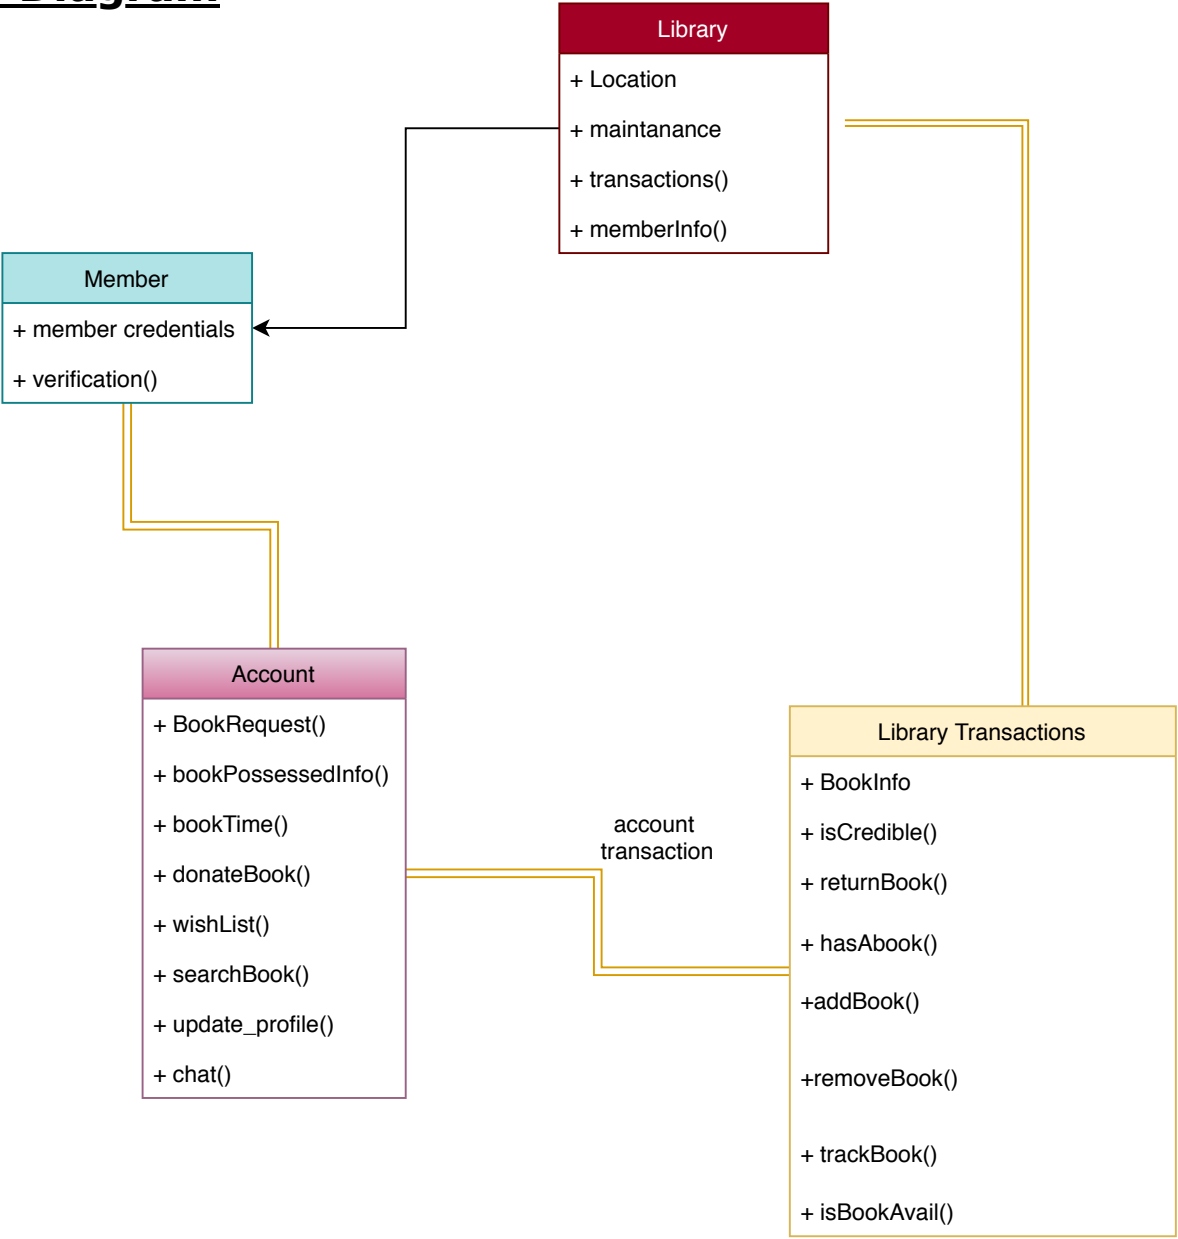 Diagram
Library
+ Location
+ maintanance
+ transactions()
+ memberInfo()
Member
+ member credentials
+ verification()
Account
+ BookRequest()
+ bookPossessedInfo()
+ bookTime()
+ donateBook()
+ wishList()
+ searchBook()
+ update_profile()
+ chat()
account
transaction
Library Transactions
+ BookInfo
+ isCredible()
+ returnBook()
+ hasAbook()
+addBook()
+removeBook()
+ trackBook()
+ isBookAvail()